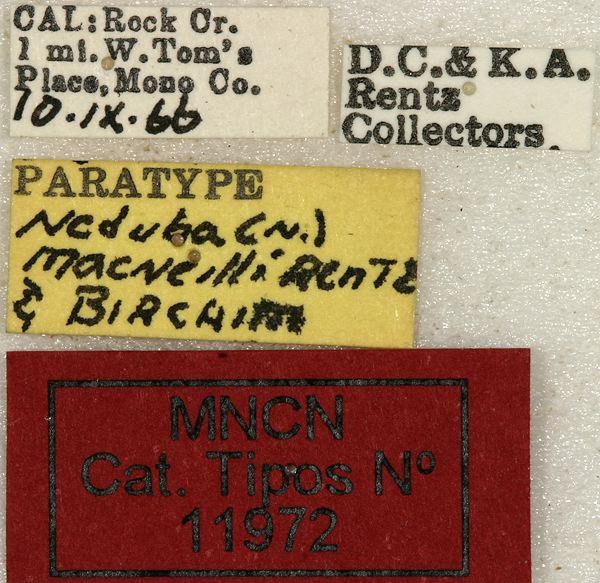 CAL: Rock Cr.
1 mi. W. Tom's
Place, Mono Co.
10.IX.66
D.C. & K.A.
Rentz
Collectors.
PARATYPE
Neduba (N.)
macneilli Rentz
& BIRCHIM
MNCN
Cat. Tipos Nº
11972